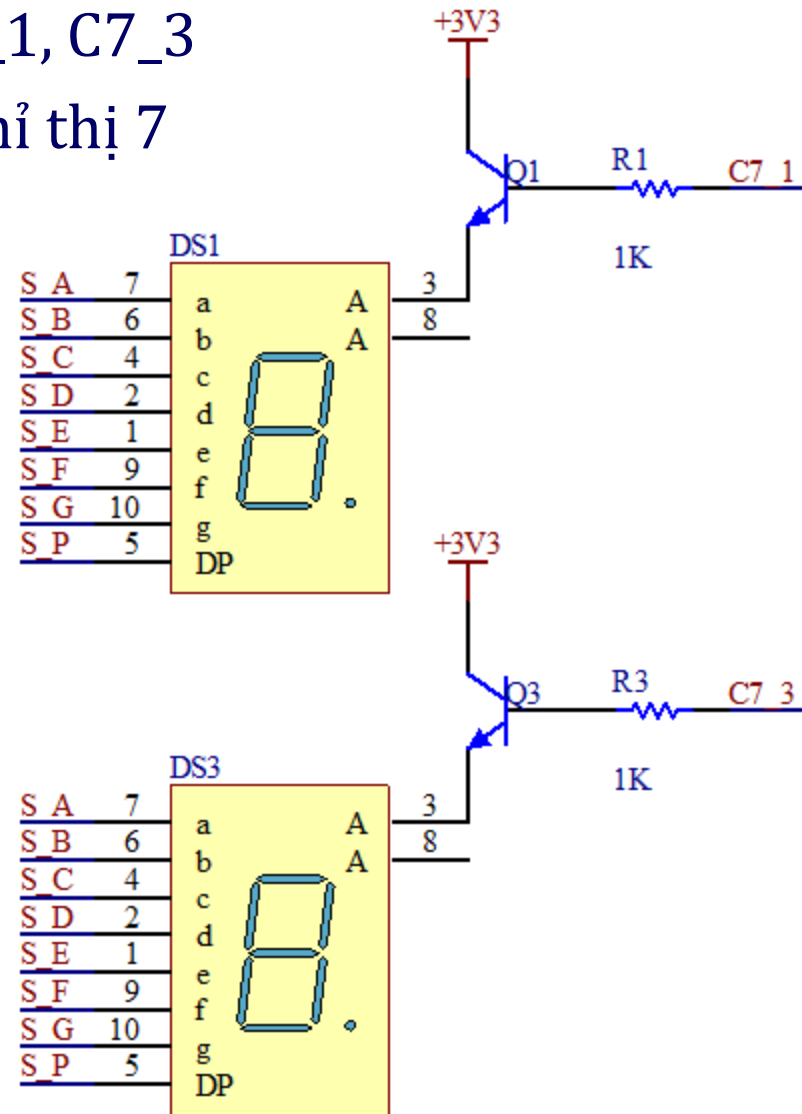 _1, C7_3
hỉ thị 7
+3V3
Q1
R1
C7_1
1K
DS1
S_A 7 a A 3
S_B 6 b A 8
S_C 4 c
S_D 2 d
S_E 1 e
S_F 9 f
S_G 10 g
S_P 5 DP
+3V3
Q3
R3
C7_3
1K
DS3
S_A 7 a A 3
S_B 6 b A 8
S_C 4 c
S_D 2 d
S_E 1 e
S_F 9 f
S_G 10 g
S_P 5 DP